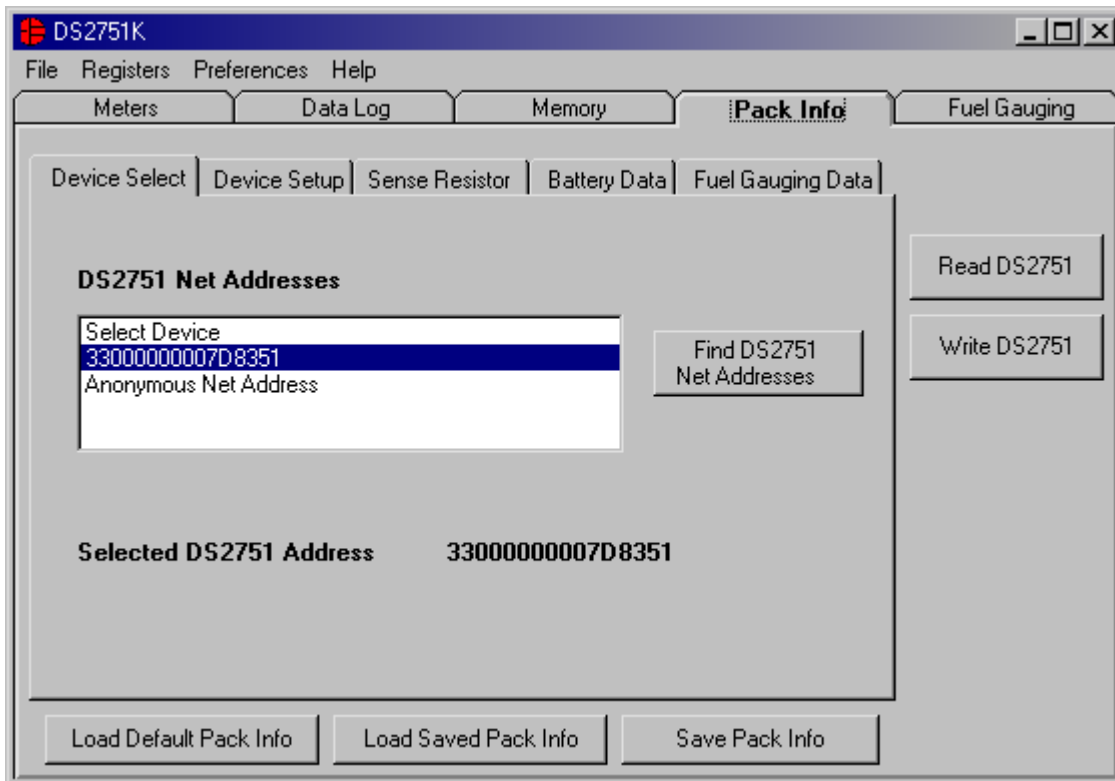 DS2751K
File Registers Preferences Help
Meters Data Log Memory Pack Info Fuel Gauging
Device Select Device Setup Sense Resistor Battery Data Fuel Gauging Data
DS2751 Net Addresses
Select Device
33000000007D8351
Anonymous Net Address
Find DS2751
Net Addresses
Read DS2751
Write DS2751
Selected DS2751 Address 33000000007D8351
Load Default Pack Info Load Saved Pack Info Save Pack Info